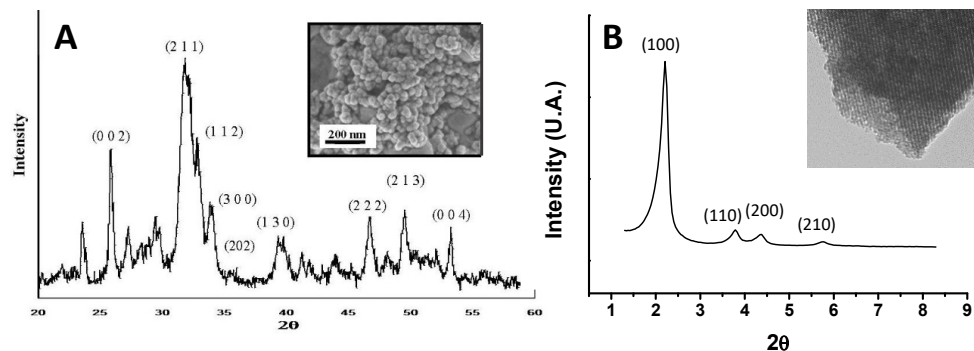 A
(2 1 1)
(0 0 2)
(1 1 2)
(3 0 0)
(202)
(1 3 0)
(2 2 2)
(2 1 3)
(0 0 4)
200 nm
Intensity
20 25 30 35 40 45 50 55 60
2θ
B
(100)
(110)
(200)
(210)
Intensity (U.A.)
1 2 3 4 5 6 7 8 9
2θ